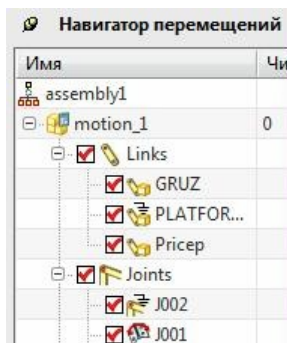 Навигатор перемещений
Имя Чи
assembly1
motion_1 0
Links
GRUZ
PLATFOR...
Pricep
Joints
J002
J001